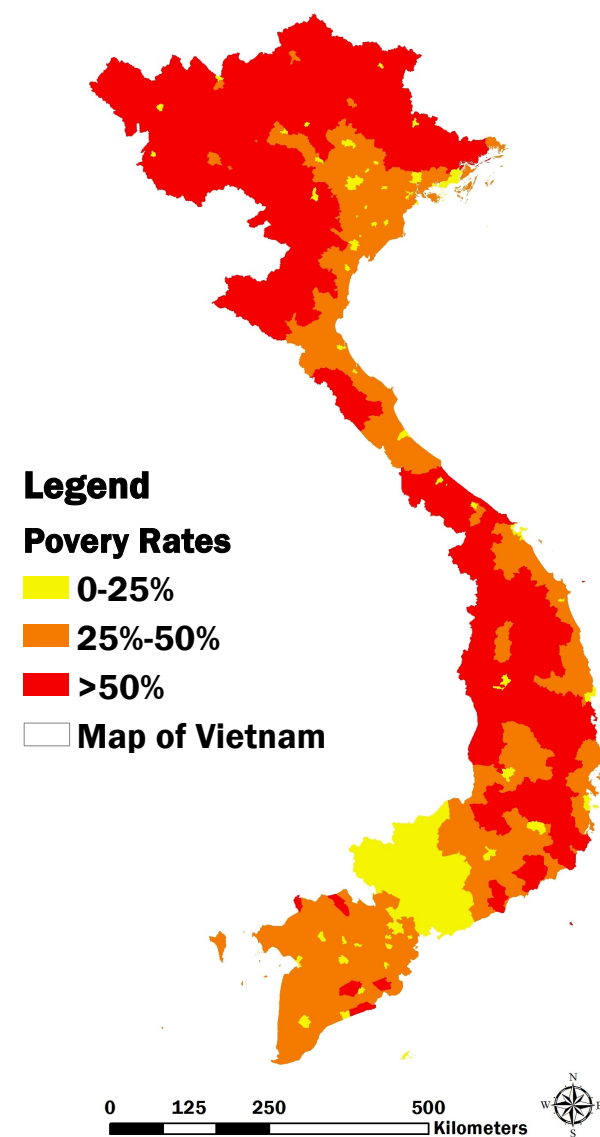 Legend
Povery Rates
0-25%
25%-50%
>50%
Map of Vietnam
N
W E
S
0 125 250 500
Kilometers